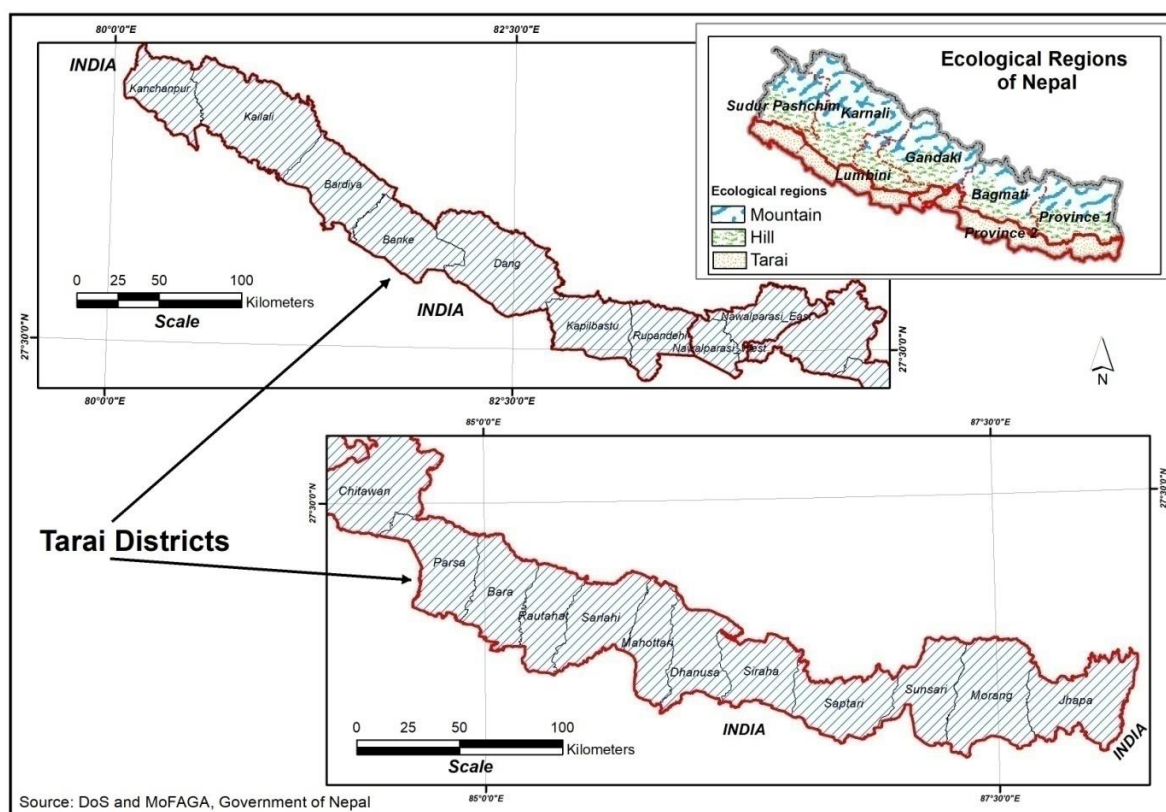 80°0'0"E
82°30'0"E
INDIA
Kanchanpur
Kailali
Bardiya
Banke
Dang
INDIA
Kapilbastu
Rupandehi
Nawalparasi_East
Nawalparasi_West
27°30'0"N
27°30'0"N
0 25 50 100
Kilometers
Scale
80°0'0"E
82°30'0"E
Ecological Regions
of Nepal
Sudur Pashchim
Karnali
Gandaki
Lumbini
Bagmati
Province 1
Province 2
Ecological regions
Mountain
Hill
Tarai
N
Tarai Districts
85°0'0"E
87°30'0"E
27°30'0"N
27°30'0"N
Chitawan
Parsa
Bara
Rautahat
Sarlahi
Mahottari
Dhanusa
Siraha
Saptari
Sunsari
Morang
Jhapa
INDIA
INDIA
0 25 50 100
Kilometers
Scale
85°0'0"E
87°30'0"E
Source: DoS and MoFAGA, Government of Nepal